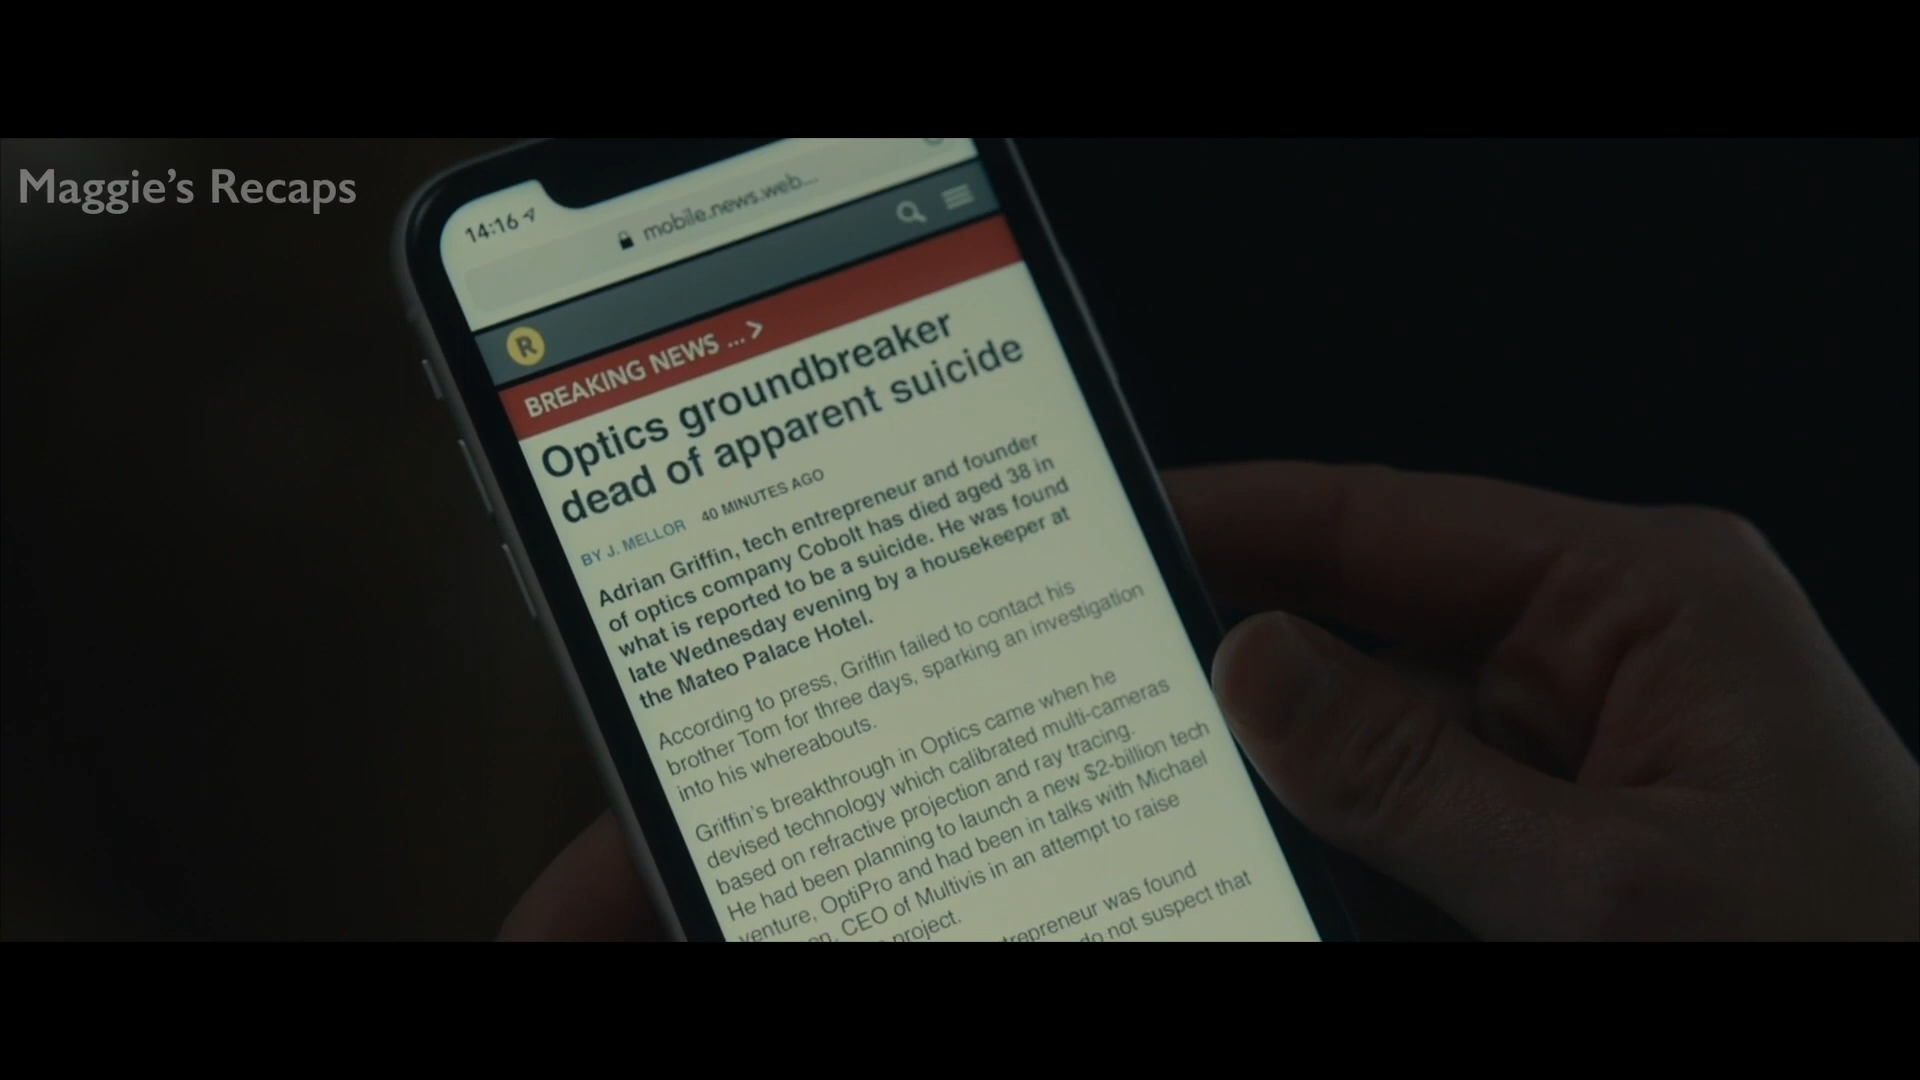 Maggie's Recaps
14:16
mobile.news.web...
R
BREAKING NEWS ...>
Optics groundbreaker
dead of apparent suicide
BY J. MELLOR 40 MINUTES AGO
Adrian Griffin, tech entrepreneur and founder
of optics company Cobolt has died aged 38 in
what is reported to be a suicide. He was found
late Wednesday evening by a housekeeper at
the Mateo Palace Hotel.
According to press, Griffin failed to contact his
brother Tom for three days, sparking an investigation
into his whereabouts.
Griffin's breakthrough in Optics came when he
devised technology which calibrated multi-cameras
based on refractive projection and ray tracing.
He had been planning to launch a new $2-billion tech
venture, OptiPro and had been in talks with Michael
CEO of Multivis in an attempt to raise
project.
was found
do not suspect that